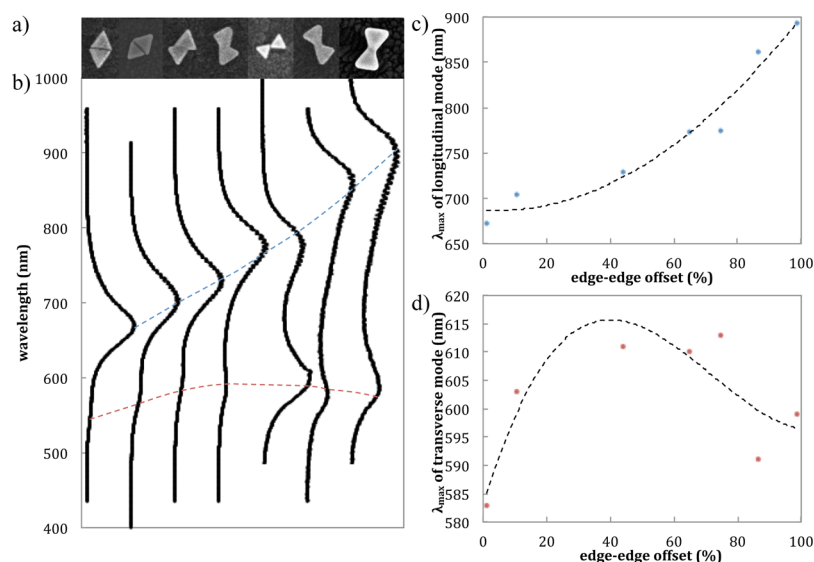 a)
b)
1000
900
800
700
600
500
400
wavelength (nm)
c)
900
850
800
750
700
650
λmax of longitudinal mode (nm)
0 20 40 60 80 100
edge-edge offset (%)
d)
620
615
610
605
600
595
590
585
580
λmax of transverse mode (nm)
0 20 40 60 80 100
edge-edge offset (%)